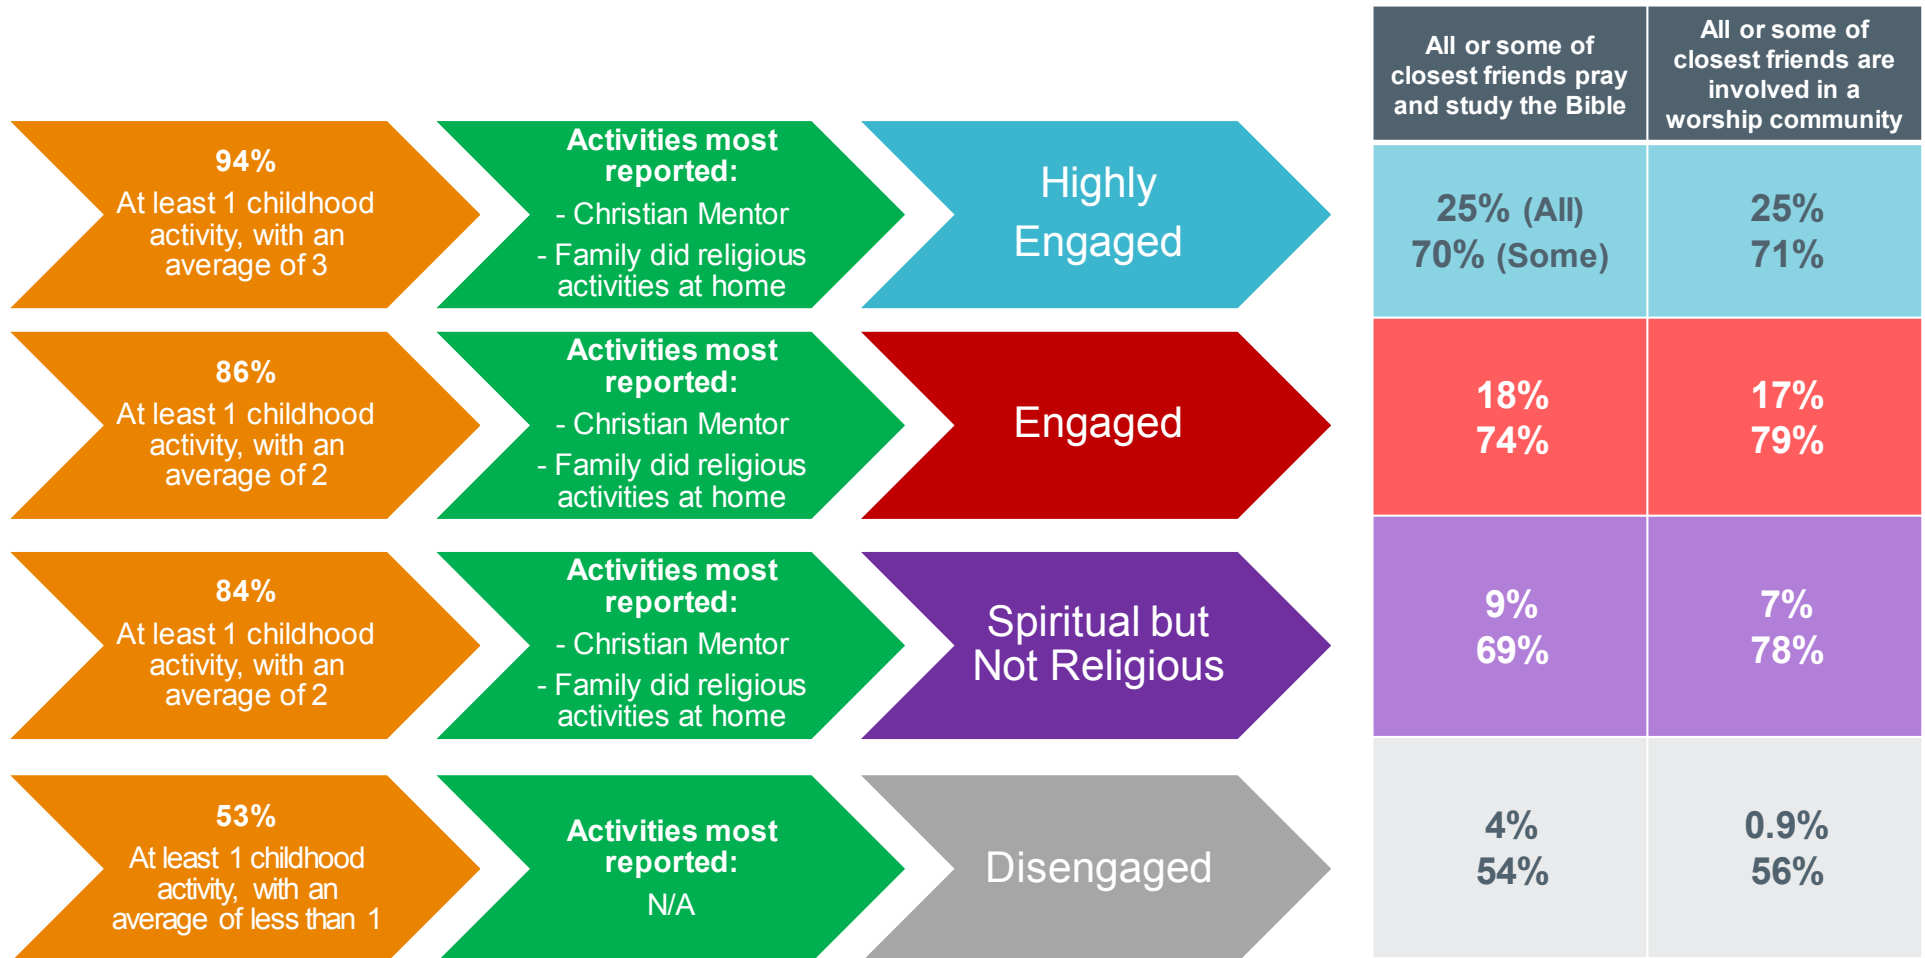 All or some of
closest friends pray
and study the Bible
All or some of
closest friends are
involved in a
worship community
94%
At least 1 childhood
activity, with an
average of 3
Activities most
reported:
- Christian Mentor
- Family did religious
activities at home
Highly
Engaged
25% (All)
70% (Some)
25%
71%
86%
At least 1 childhood
activity, with an
average of 2
Activities most
reported:
- Christian Mentor
- Family did religious
activities at home
Engaged
18%
74%
17%
79%
84%
At least 1 childhood
activity, with an
average of 2
Activities most
reported:
- Christian Mentor
- Family did religious
activities at home
Spiritual but
Not Religious
9%
69%
7%
78%
53%
At least 1 childhood
activity, with an
average of less than 1
Activities most
reported:
N/A
Disengaged
4%
54%
0.9%
56%